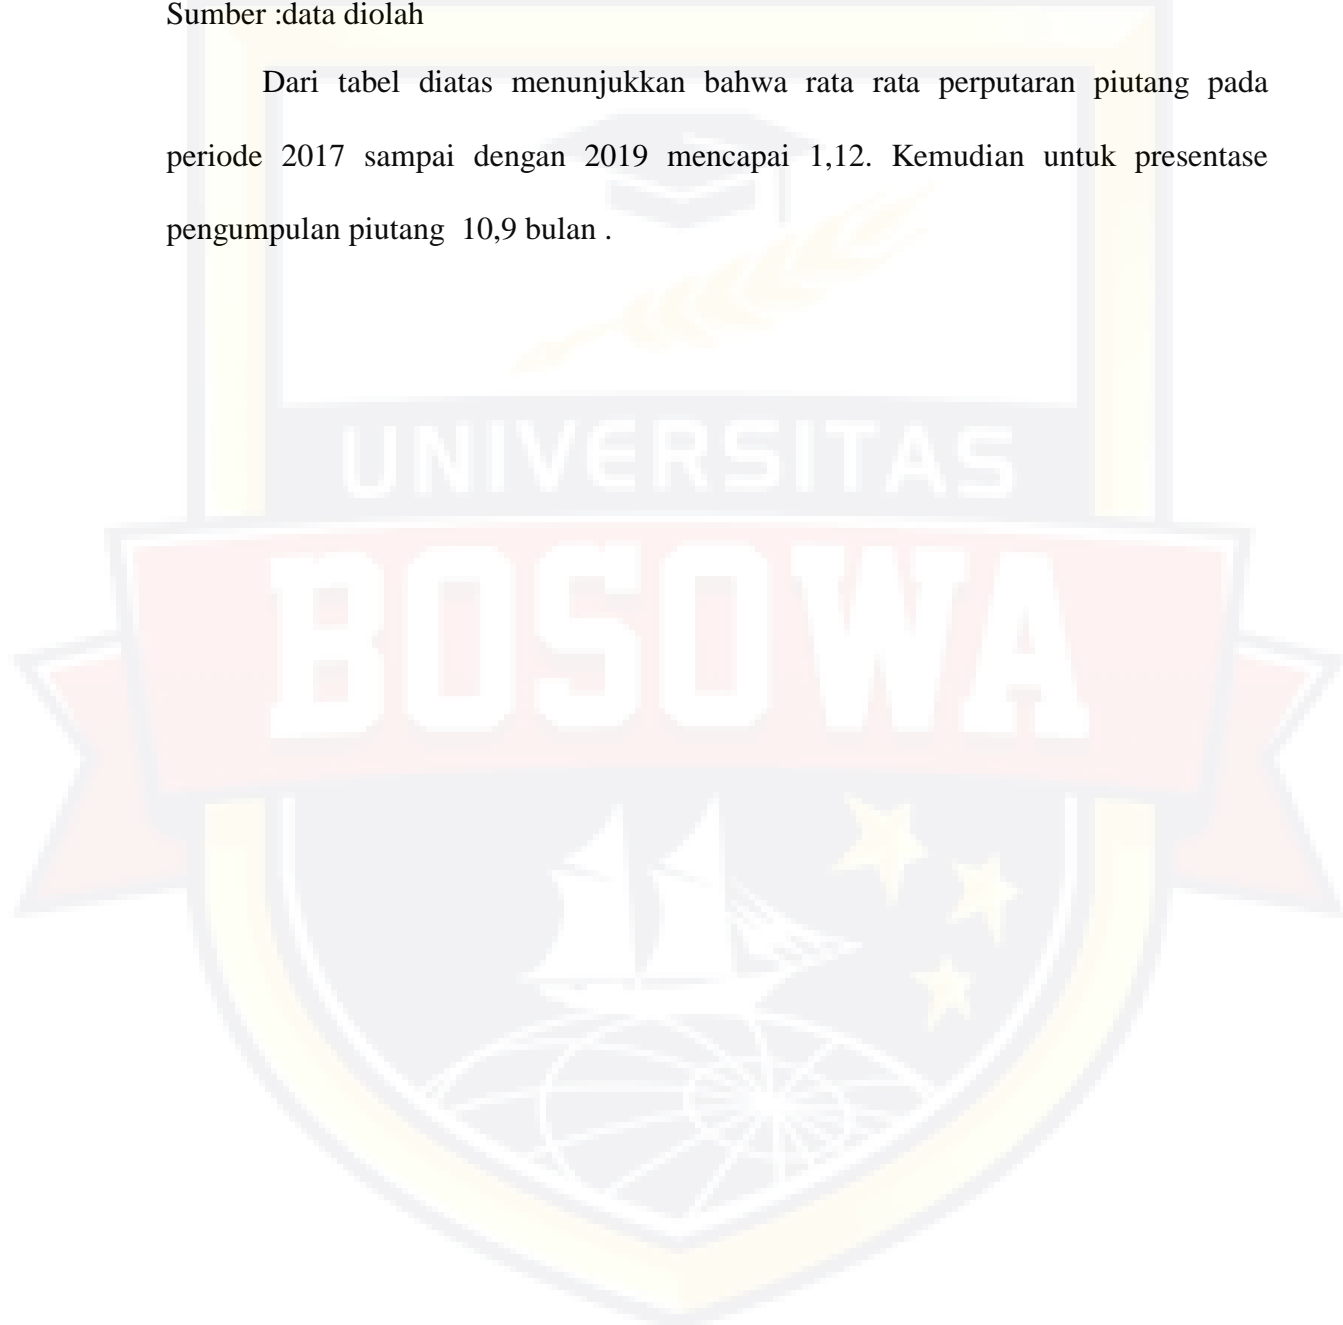 Sumber :data diolah
Dari tabel diatas menunjukkan bahwa rata rata perputaran piutang pada
periode 2017 sampai dengan 2019 mencapai 1,12. Kemudian untuk presentase
pengumpulan piutang  10,9 bulan .
UNIVERSITAS
BOSOWA